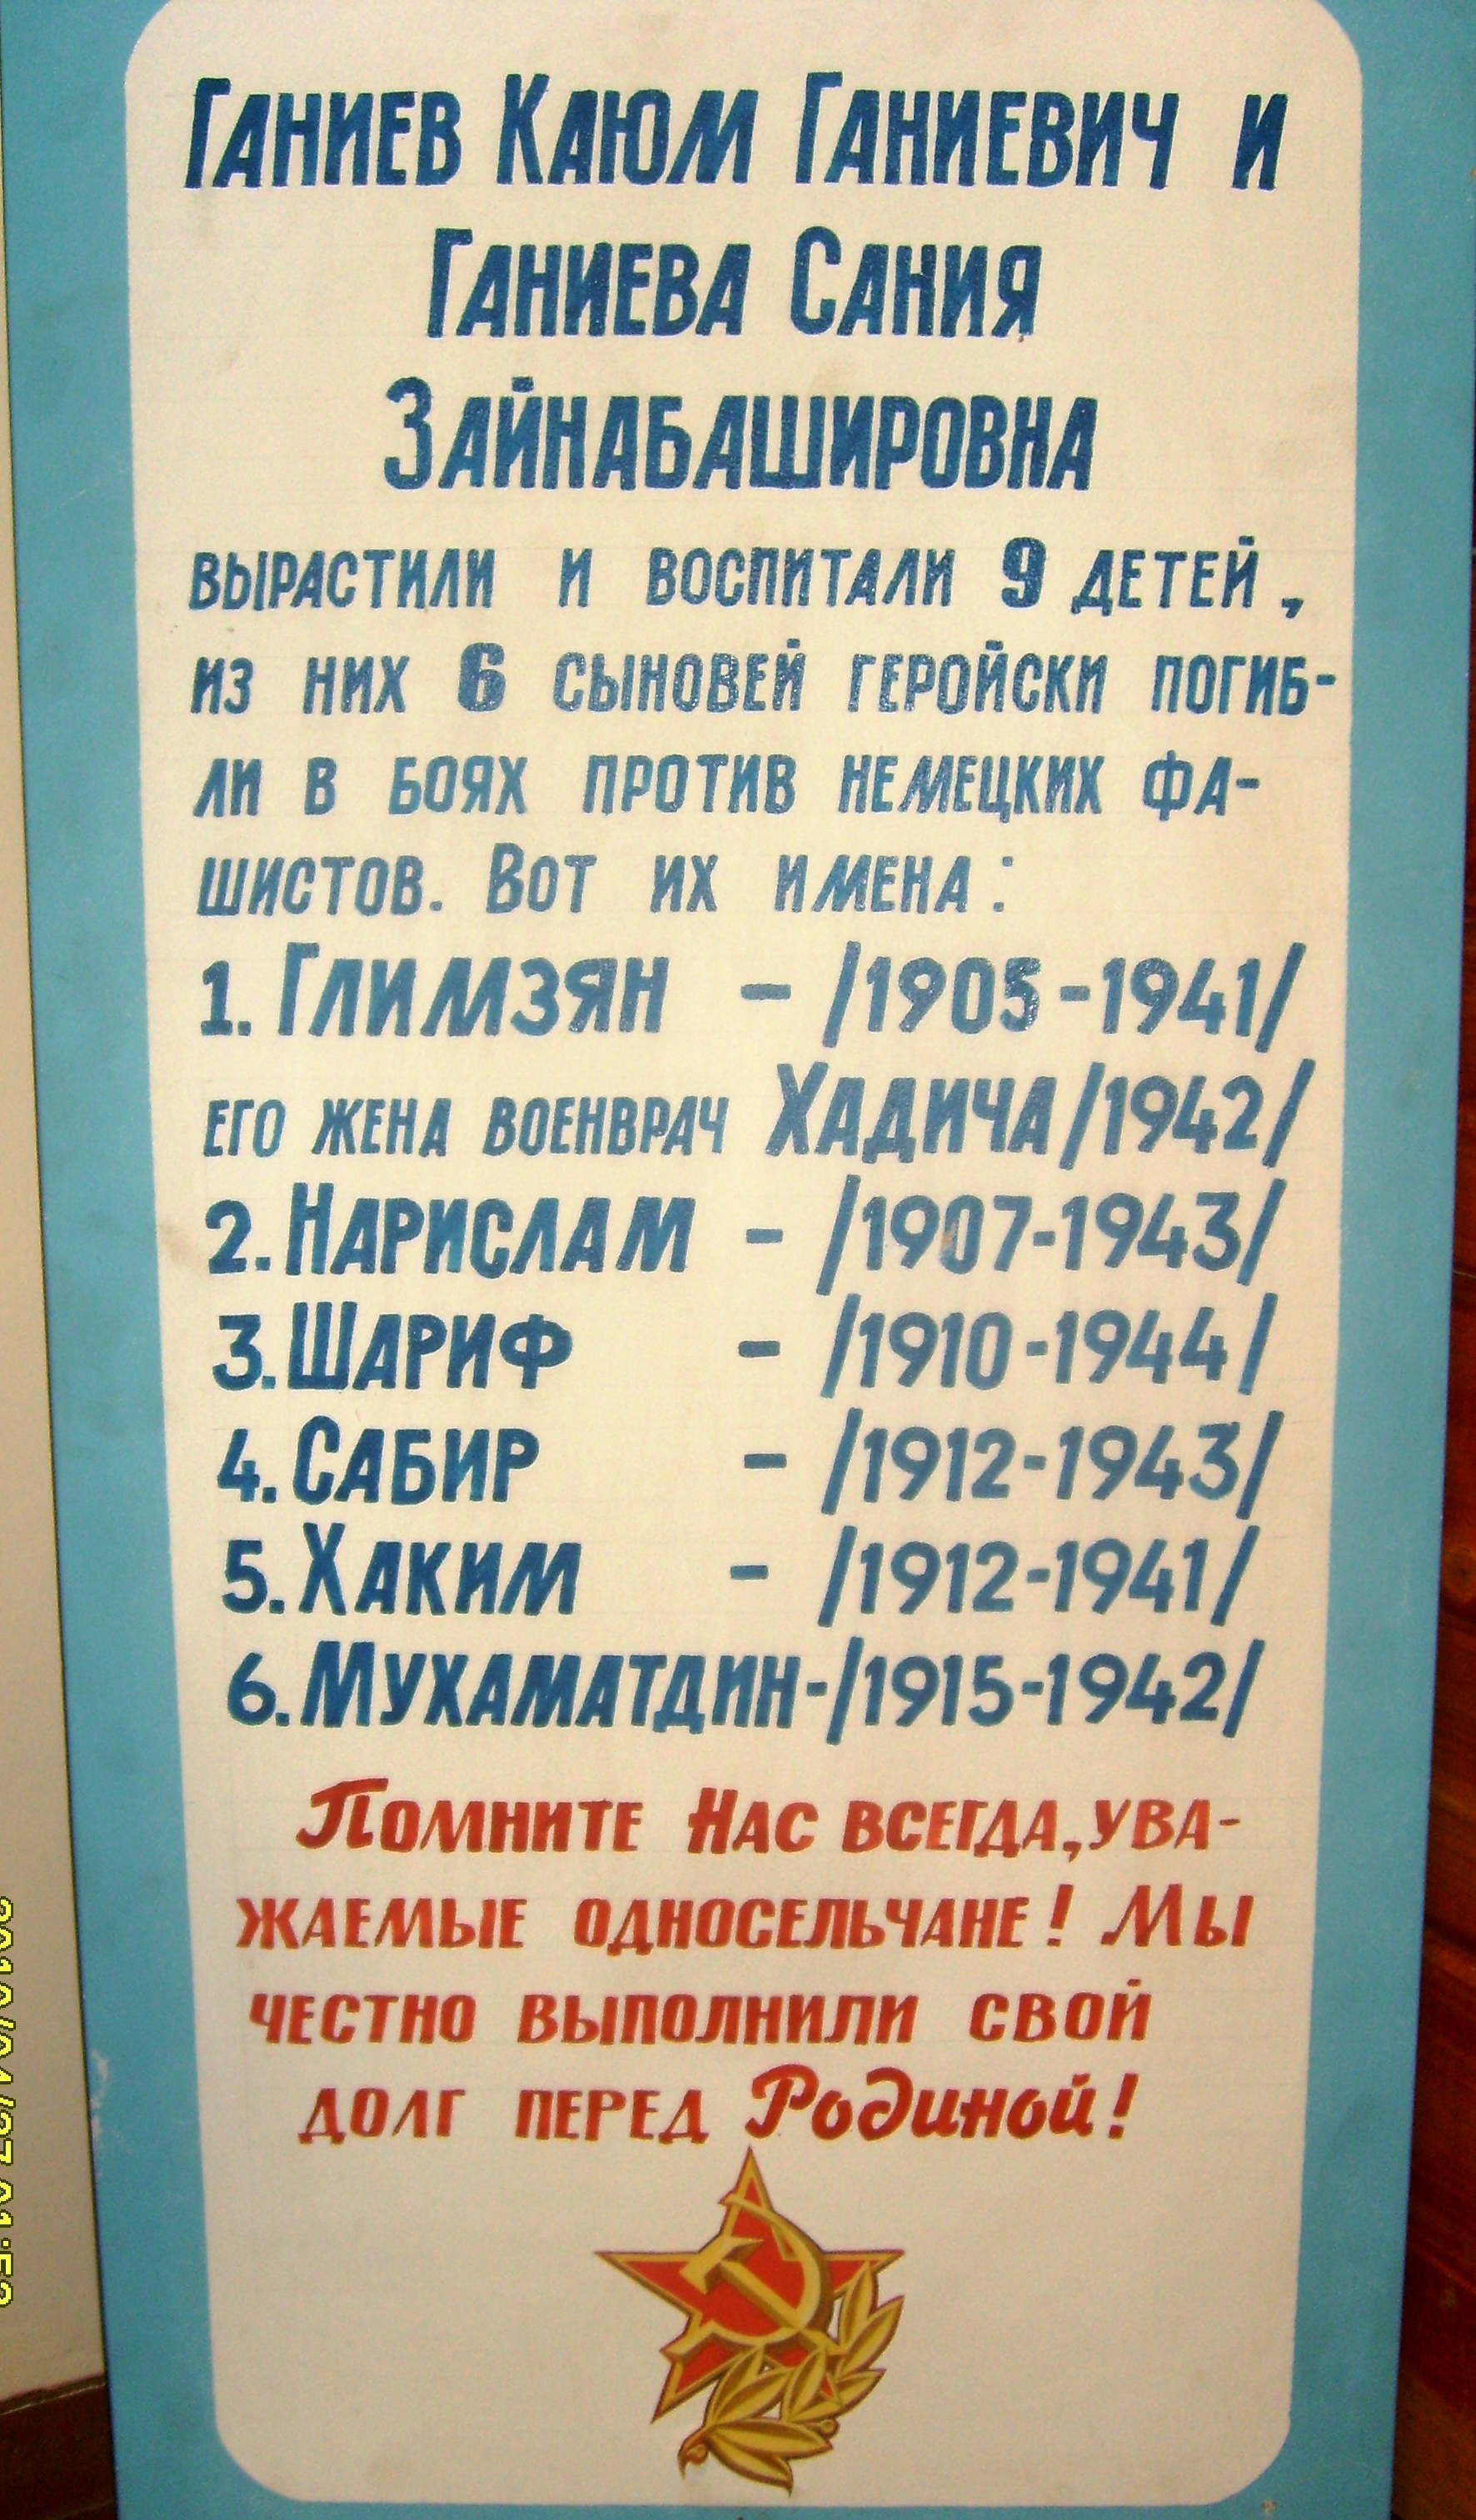 Ганиев Каюм Ганиевич и
Ганиева Сания
Зайнабашировна
вырастили и воспитали 9 детей,
из них 6 сыновей геройски погиб-
ли в боях против немецких фа-
шистов. Вот их имена:
1. Глимзян - /1905-1941/
его жена военврач Хадича /1942/
2. Нарислам - /1907-1943/
3. Шариф - /1910-1944/
4. Сабир - /1912-1943/
5. Хаким - /1912-1941/
6. Мухаматдин - /1915-1942/
Помните Нас всегда, ува-
жаемые односельчане! Мы
честно выполнили свой
долг перед Родиной!